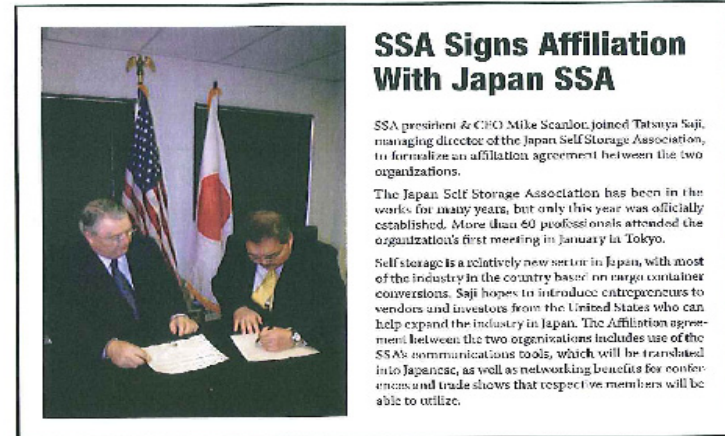 SSA Signs Affiliation
With Japan SSA
SSA president & CEO Mike Scanlon joined Tatsuya Saji,
managing director of the Japan Self Storage Association,
to formalize an affiliation agreement between the two
organizations.
The Japan Self Storage Association has been in the
works for many years, but only this year was officially
established. More than 60 professionals attended the
organization's first meeting in January in Tokyo.
Self storage is a relatively new sector in Japan, with most
of the industry in the country based on cargo container
conversions. Saji hopes to introduce entrepreneurs to
vendors and investors from the United States who can
help expand the industry in Japan. The Affiliation agree-
ment between the two organizations includes use of the
SSA's communications tools, which will be translated
into Japanese, as well as networking benefits for confer-
ences and trade shows that respective members will be
able to utilize.